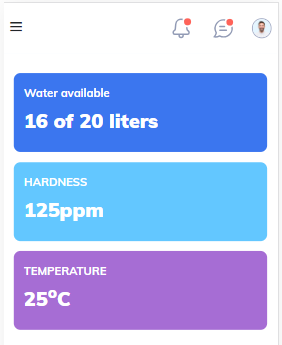 Water available
16 of 20 liters
HARDNESS
125ppm
TEMPERATURE
25°C